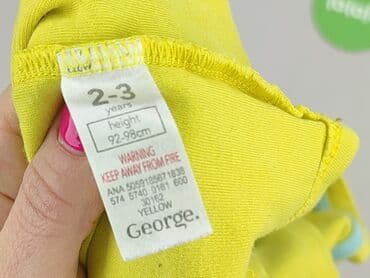 2-3
years
height
92-98cm
WARNING
KEEP AWAY FROM FIRE
ANA 5059185671838
574 5740 0161 600
30162
YELLOW
George.